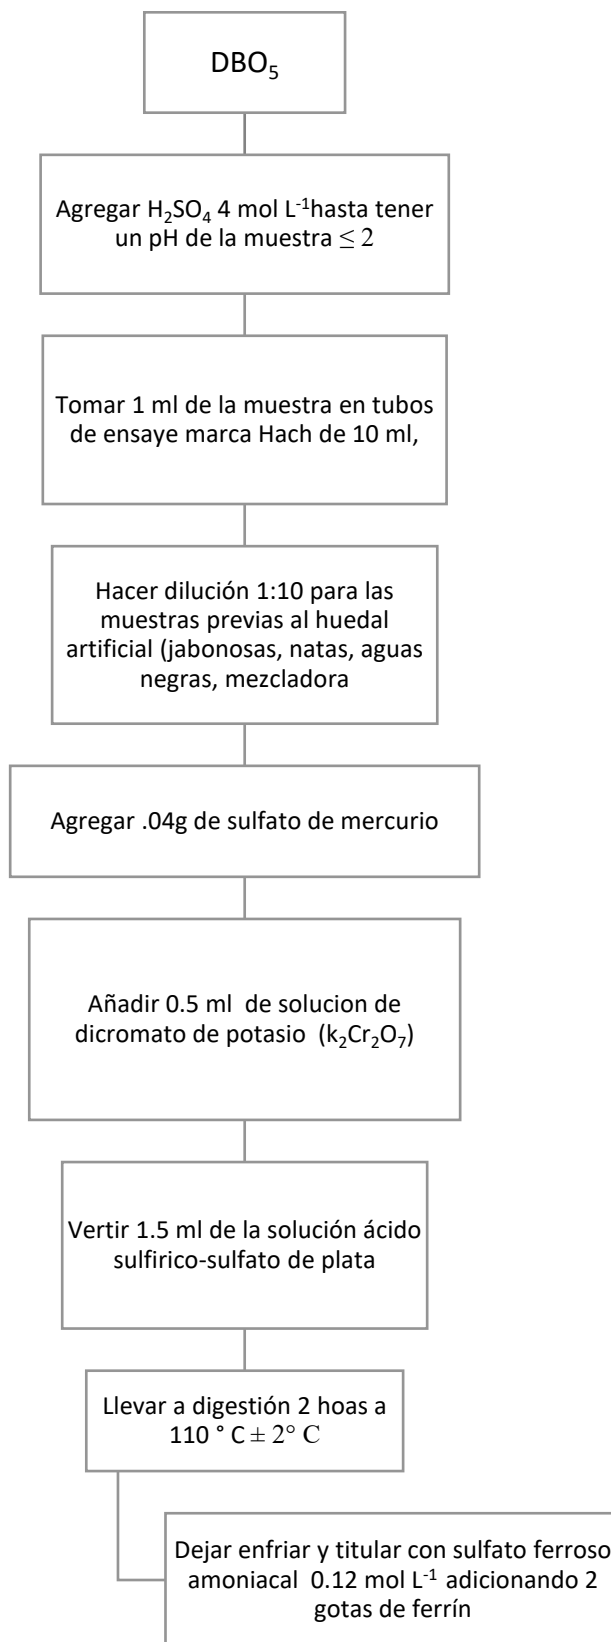 DBO₅
Agregar H₂SO₄ 4 mol L⁻¹hasta tener
un pH de la muestra ≤ 2
Tomar 1 ml de la muestra en tubos
de ensaye marca Hach de 10 ml,
Hacer dilución 1:10 para las
muestras previas al huedal
artificial (jabonosas, natas, aguas
negras, mezcladora
Agregar .04g de sulfato de mercurio
Añadir 0.5 ml de solucion de
dicromato de potasio (k₂Cr₂O₇)
Vertir 1.5 ml de la solución ácido
sulfirico-sulfato de plata
Llevar a digestión 2 hoas a
110 ° C ± 2° C
Dejar enfriar y titular con sulfato ferroso
amoniacal 0.12 mol L⁻¹ adicionando 2
gotas de ferrín